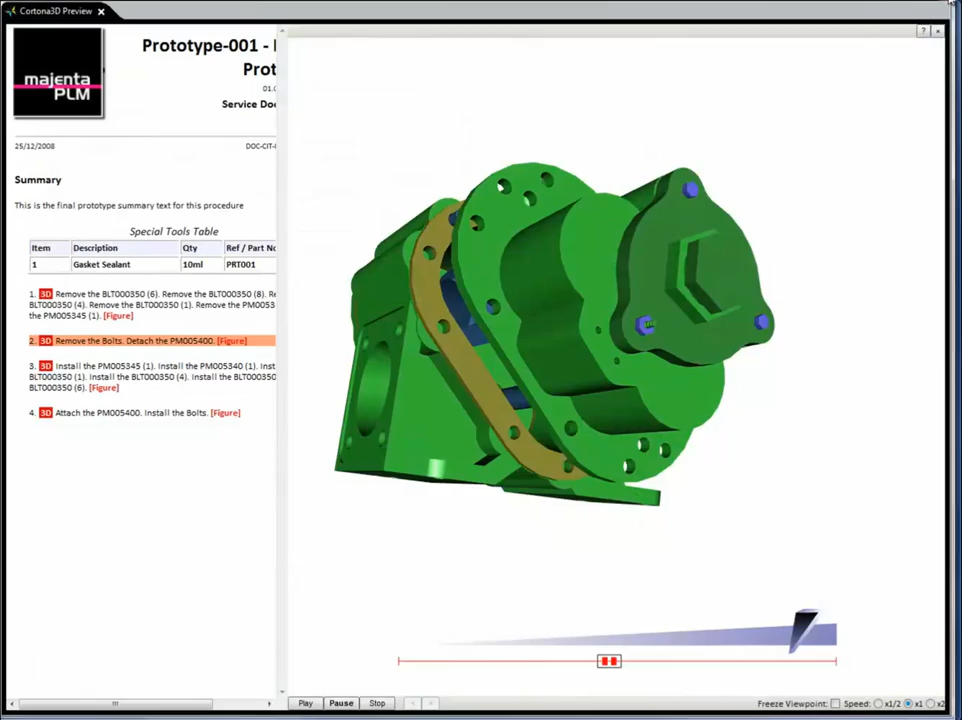 Cortona3D Preview
majenta
PLM
Prototype-001 -
Prot
01.0
Service Doc
25/12/2008
DOC-CIT-
Summary
This is the final prototype summary text for this procedure
Special Tools Table
Item Description Qty Ref / Part No
1 Gasket Sealant 10ml PRT001
1. 3D Remove the BLT000350 (6). Remove the BLT000350 (8). Re
BLT000350 (4). Remove the BLT000350 (1). Remove
the PM005345 (1). [Figure]
2. 3D Remove the Bolts. Detach the PM005400. [Figure]
3. 3D Install the PM005345 (1). Install the PM005340 (1). Inst
BLT000350 (1). Install the BLT000350 (4). Install the BLT000350
BLT000350 (6). [Figure]
4. 3D Attach the PM005400. Install the Bolts. [Figure]
Play Pause Stop
Freeze Viewpoint: Speed: x1/2 x1 x2